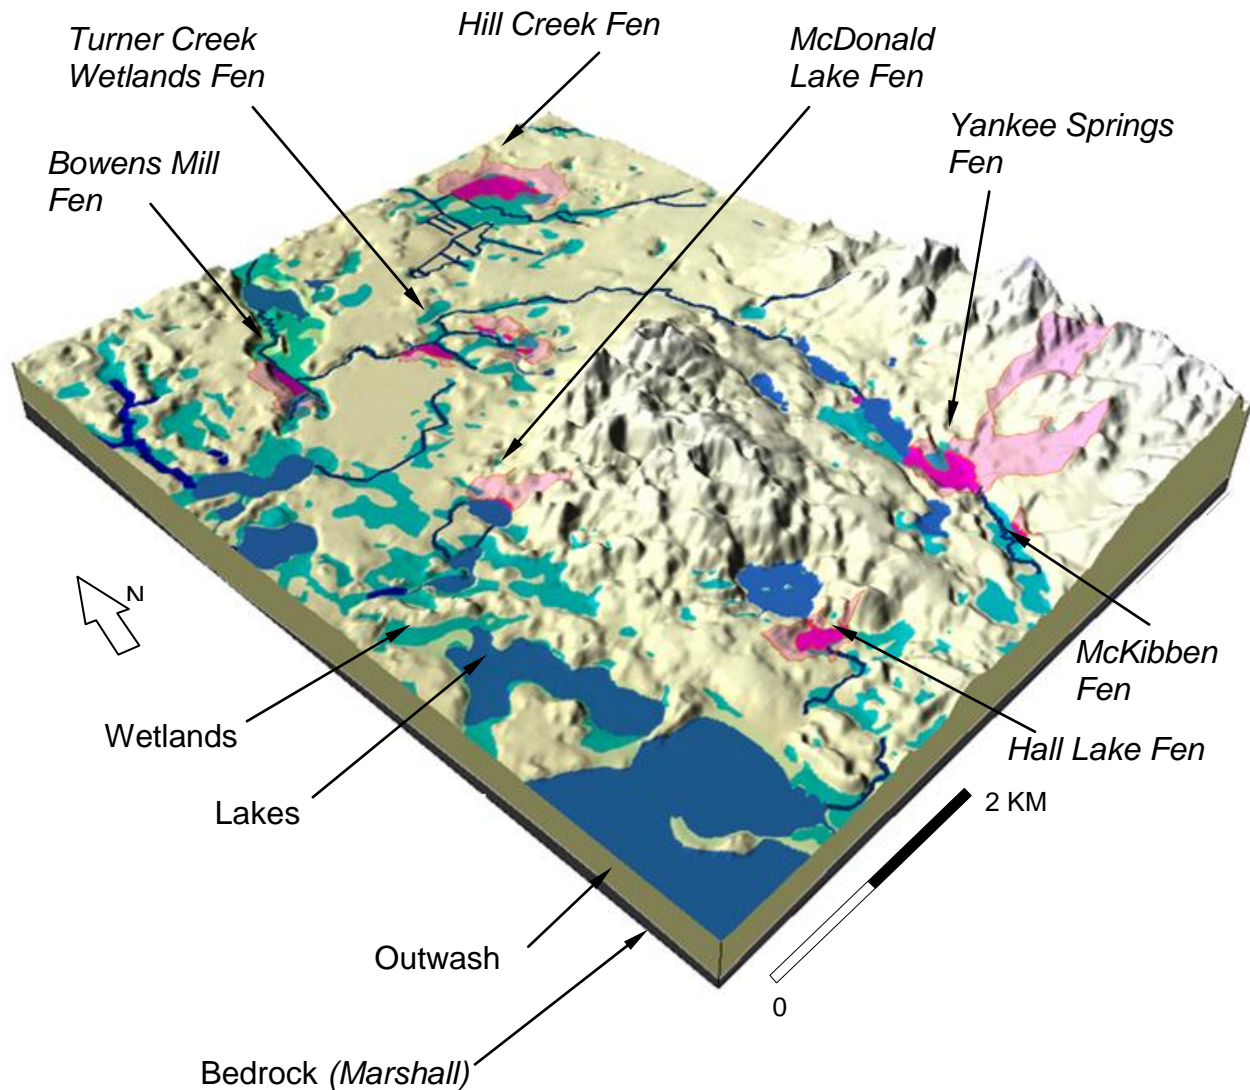 Hill Creek Fen
Turner Creek
Wetlands Fen
McDonald
Lake Fen
Yankee Springs
Fen
Bowens Mill
Fen
N
McKibben
Fen
Wetlands
Hall Lake Fen
Lakes
2 KM
Outwash
0
Bedrock (Marshall)